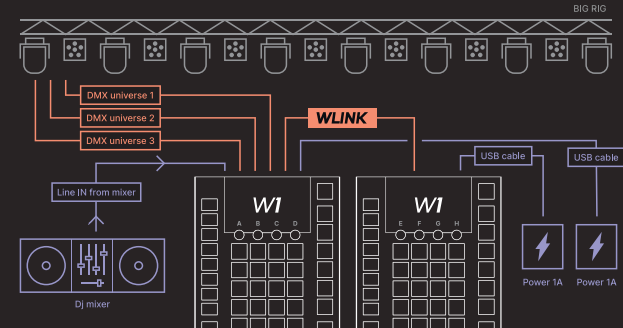 BIG RIG
DMX universe 1
DMX universe 2
DMX universe 3
WLINK
USB cable
USB cable
Line IN from mixer
W1
A B C D
W1
E F G H
Power 1A
Power 1A
Dj mixer